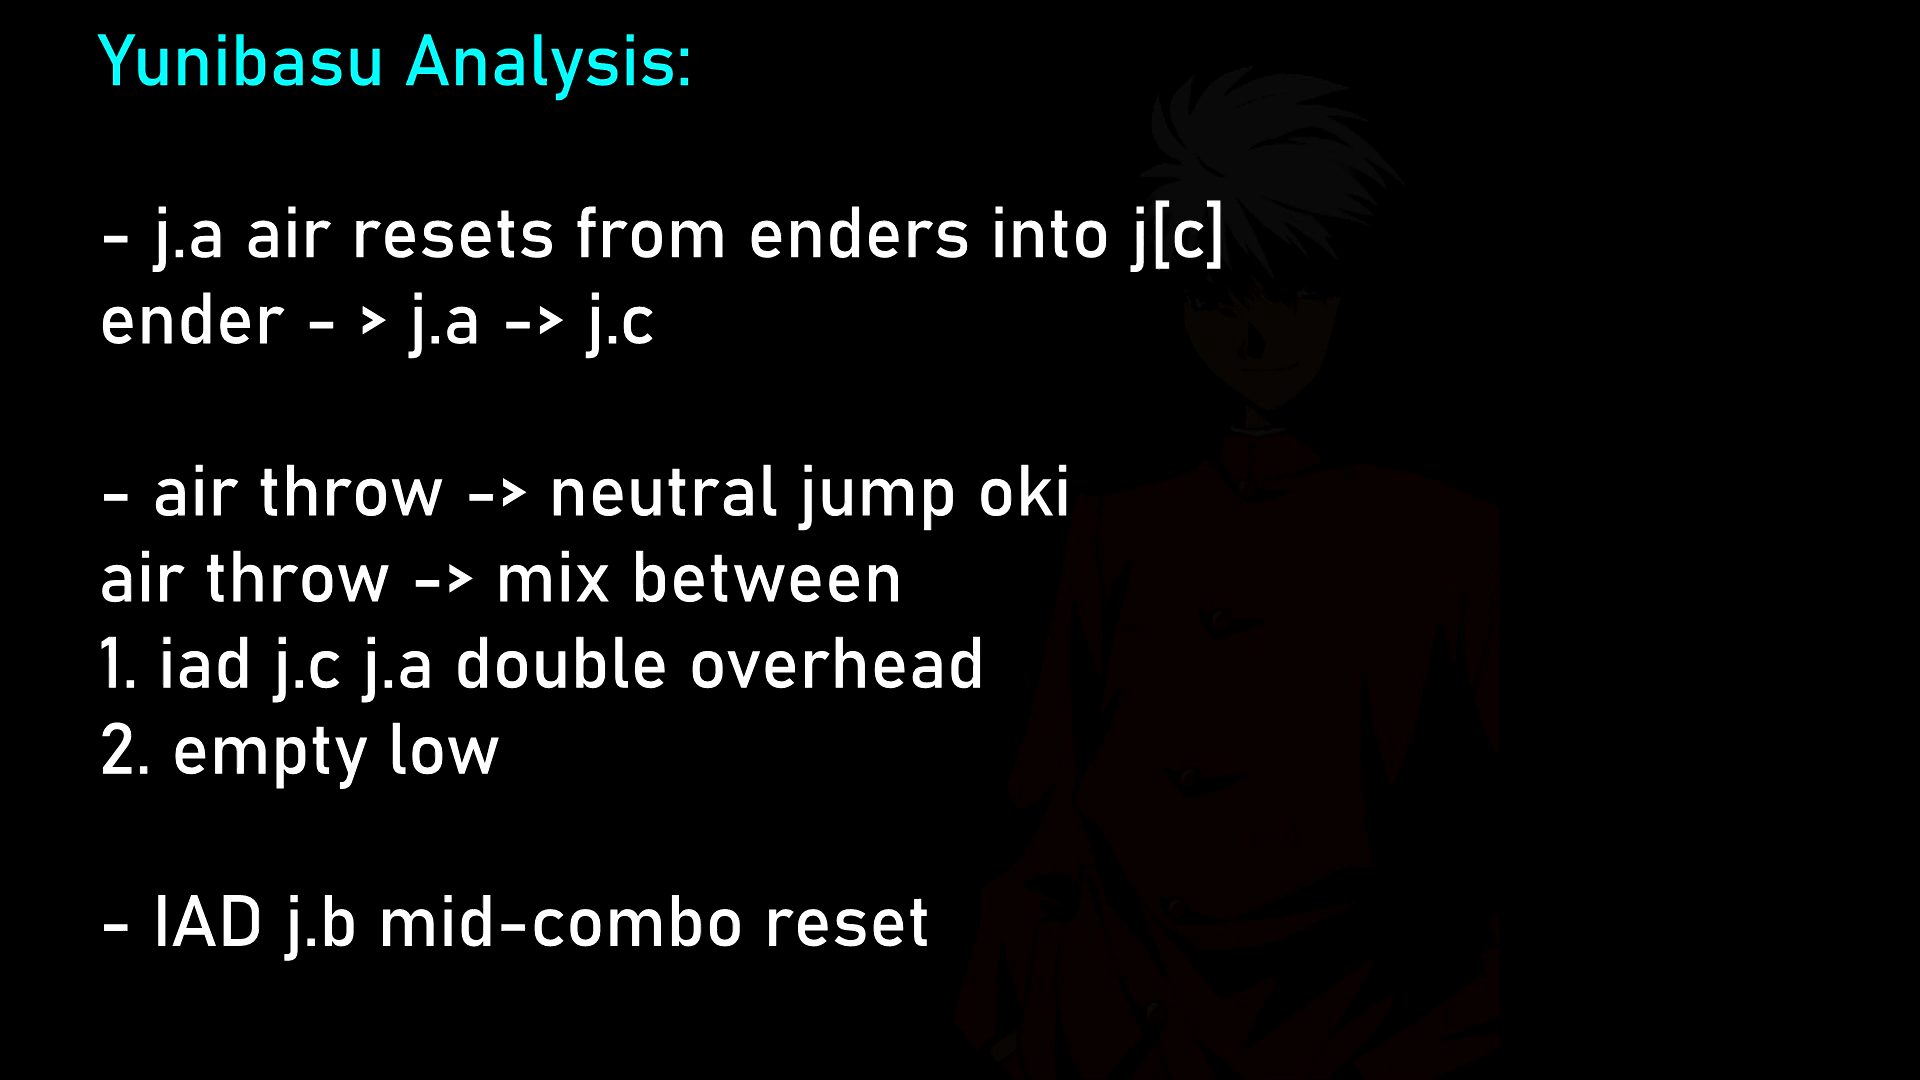 Yunibasu Analysis:
- j.a air resets from enders into j[c]
ender - > j.a -> j.c
- air throw -> neutral jump oki
air throw -> mix between
1. iad j.c j.a double overhead
2. empty low
- IAD j.b mid-combo reset